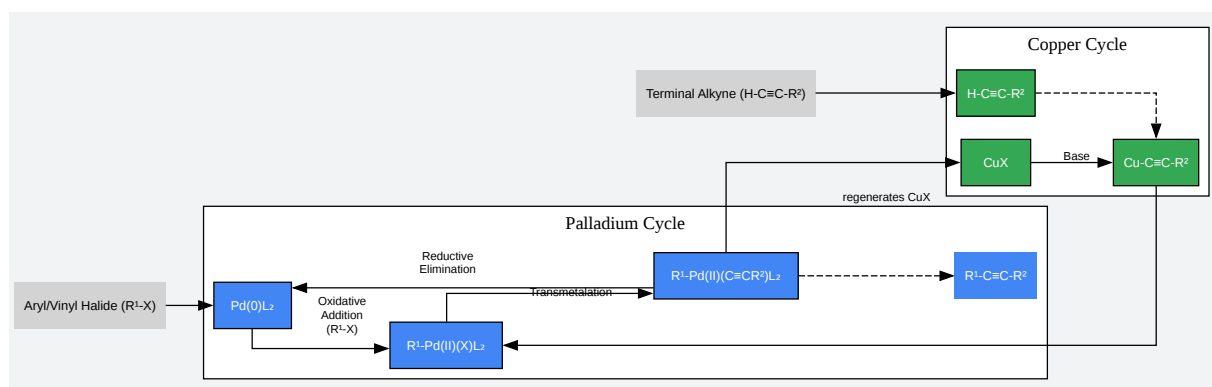 Copper Cycle
Terminal Alkyne (H-C≡C-R²)
H-C≡C-R²
CuX
Base
Cu-C≡C-R²
regenerates CuX
Palladium Cycle
Reductive
Elimination
R¹-Pd(II)(C≡CR²)L₂
R¹-C≡C-R²
Transmetalation
Aryl/Vinyl Halide (R¹-X)
Pd(0)L₂
Oxidative
Addition
(R¹-X)
R¹-Pd(II)(X)L₂